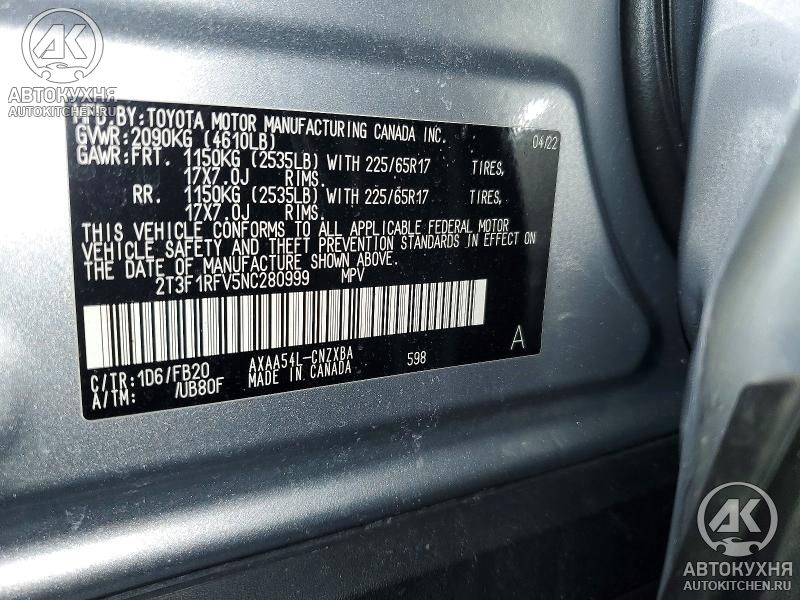 АК
АВТОКУХНЯ
AUTOKITCHEN.RU
MFD.BY:TOYOTA MOTOR MANUFACTURING CANADA INC.
GVWR:2090KG (4610LB) 04/22
GAWR:FRT. 1150KG (2535LB) WITH 225/65R17 TIRES,
17X7.0J RIMS.
RR. 1150KG (2535LB) WITH 225/65R17 TIRES,
17X7.0J RIMS.
THIS VEHICLE CONFORMS TO ALL APPLICABLE FEDERAL MOTOR
VEHICLE SAFETY AND THEFT PREVENTION STANDARDS IN EFFECT ON
THE DATE OF MANUFACTURE SHOWN ABOVE.
2T3F1RFV5NC280999 MPV
C/TR:1D6/FB20 AXAA54L-CNZXBA 598 A
A/TM: /UB80F MADE IN CANADA
АК
АВТОКУХНЯ
AUTOKITCHEN.RU